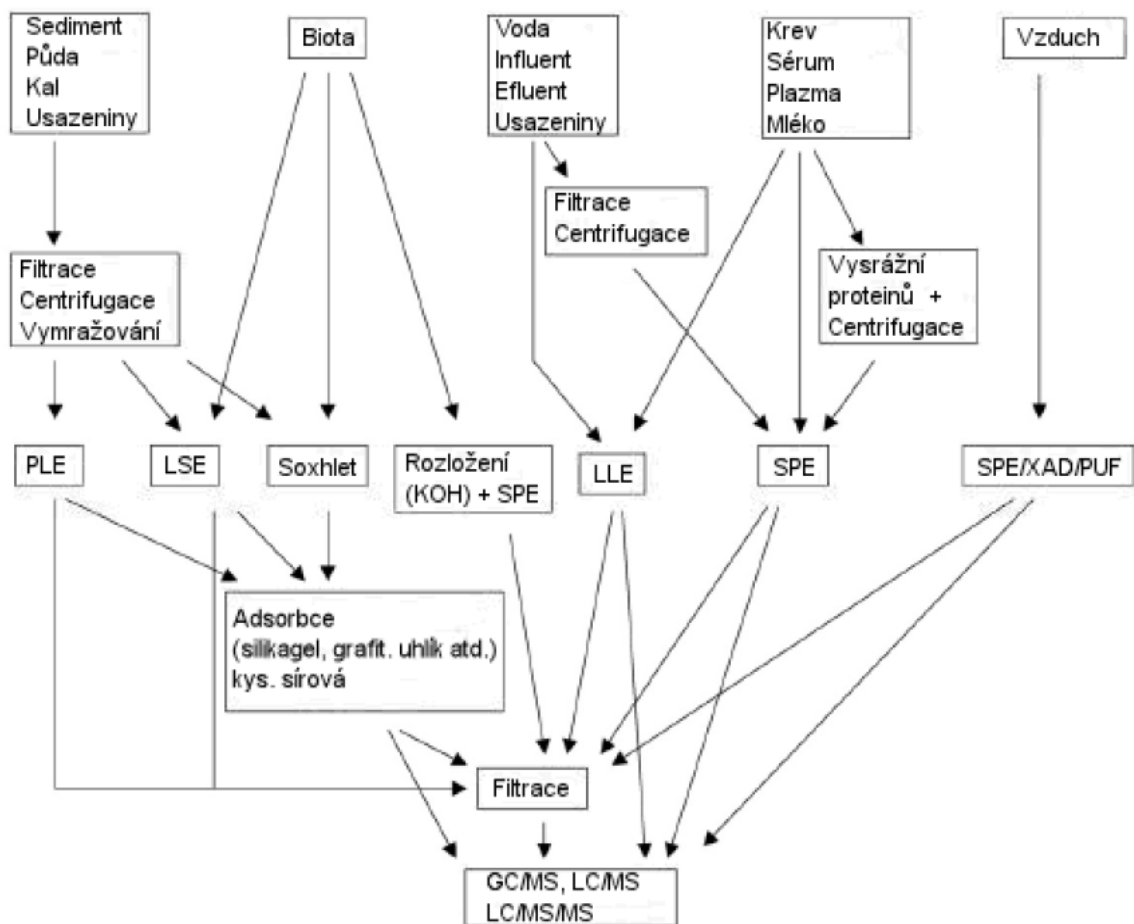 Sediment
Půda
Kal
Usazeniny
Biota
Voda
Influent
Efluent
Usazeniny
Krev
Sérum
Plazma
Mléko
Vzduch
Filtrace
Centrifugace
Filtrace
Centrifugace
Vymražování
Vysrážní
proteinů +
Centrifugace
PLE
LSE
Soxhlet
Rozložení
(KOH) + SPE
LLE
SPE
SPE/XAD/PUF
Adsorbce
(silikagel, grafit. uhlík atd.)
kys. sírová
Filtrace
GC/MS, LC/MS
LC/MS/MS